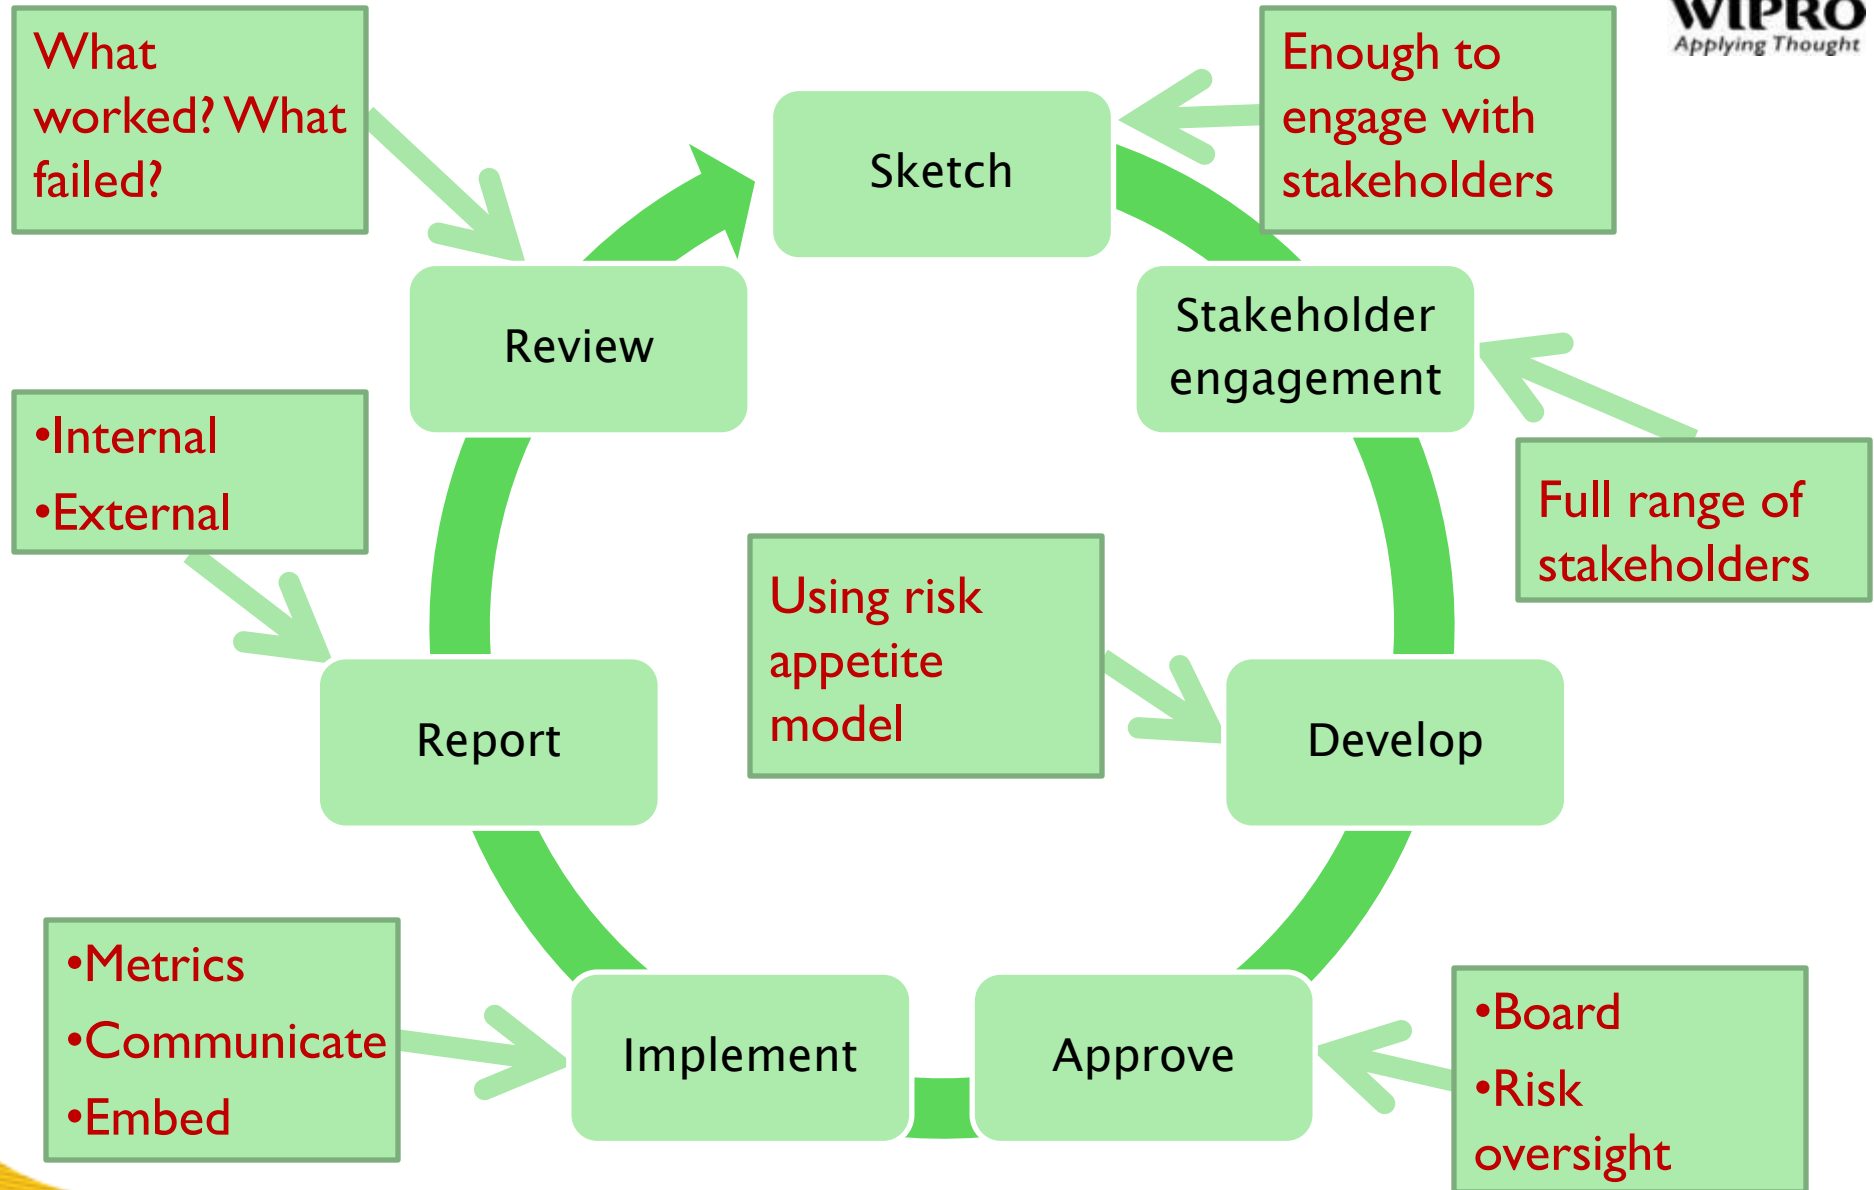 WIPRO
Applying Thought
What
worked? What
failed?
Sketch
Enough to
engage with
stakeholders
Review
Stakeholder
engagement
•Internal
•External
Full range of
stakeholders
Using risk
appetite
model
Report
Develop
•Metrics
•Communicate
•Embed
Implement
Approve
•Board
•Risk
oversight